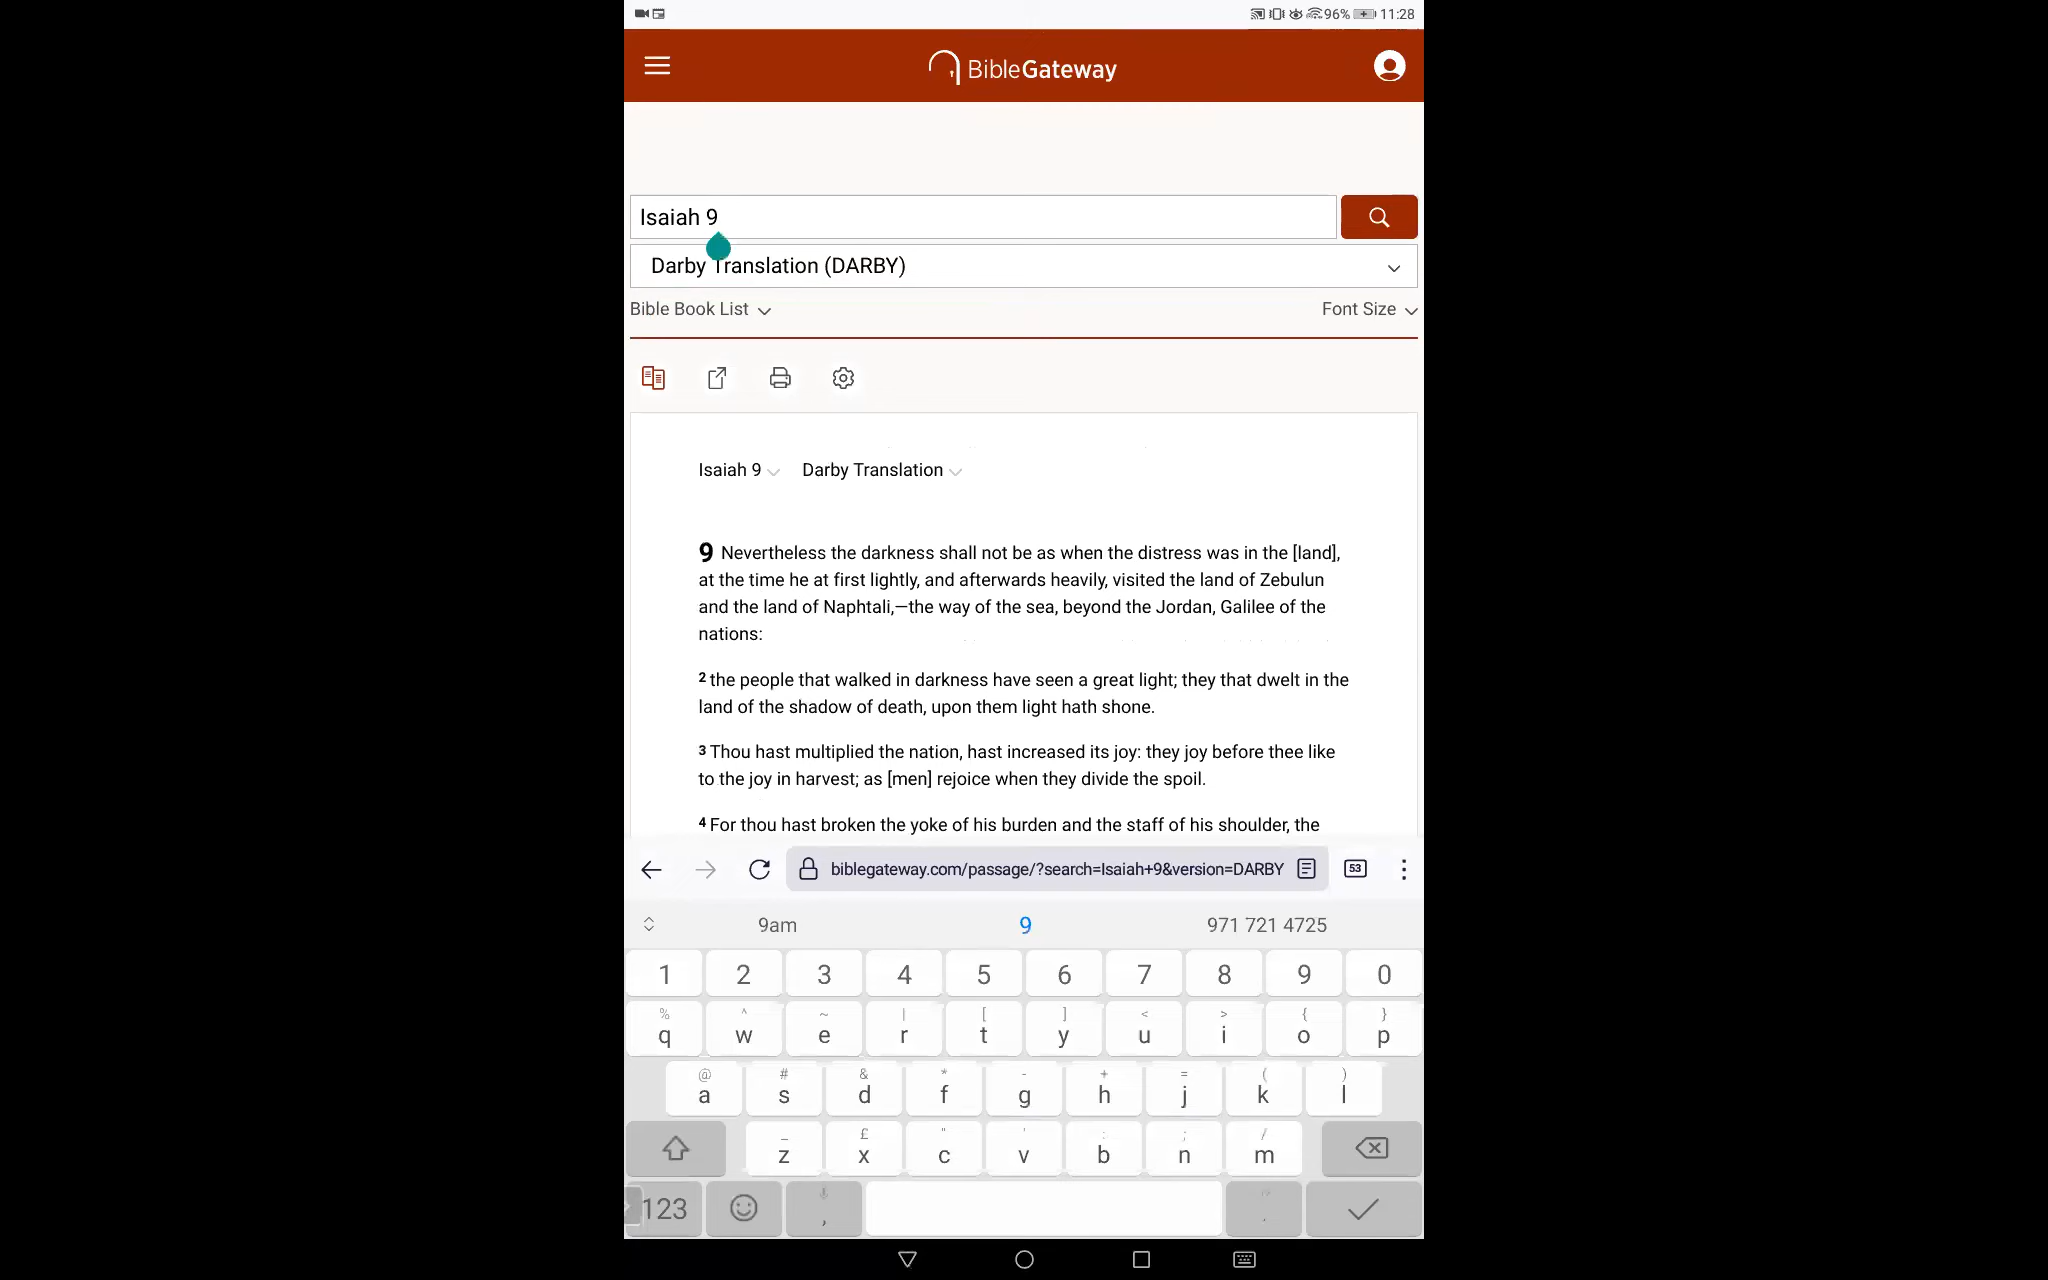 96% 11:28
BibleGateway
Isaiah 9
Darby Translation (DARBY)
Bible Book List
Font Size
Isaiah 9 Darby Translation
9 Nevertheless the darkness shall not be as when the distress was in the [land],
at the time he at first lightly, and afterwards heavily, visited the land of Zebulun
and the land of Naphtali,—the way of the sea, beyond the Jordan, Galilee of the
nations:
2 the people that walked in darkness have seen a great light; they that dwelt in the
land of the shadow of death, upon them light hath shone.
3 Thou hast multiplied the nation, hast increased its joy: they joy before thee like
to the joy in harvest; as [men] rejoice when they divide the spoil.
4 For thou hast broken the yoke of his burden and the staff of his shoulder, the
biblegateway.com/passage/?search=Isaiah+9&version=DARBY 53
9am 9 971 721 4725
1 2 3 4 5 6 7 8 9 0
% ^ ~ | [ ] < > { }
q w e r t y u i o p
@ # & * - + = ( )
a s d f g h j k l
_ £ " ' : ; /
z x c v b n m
123 ,